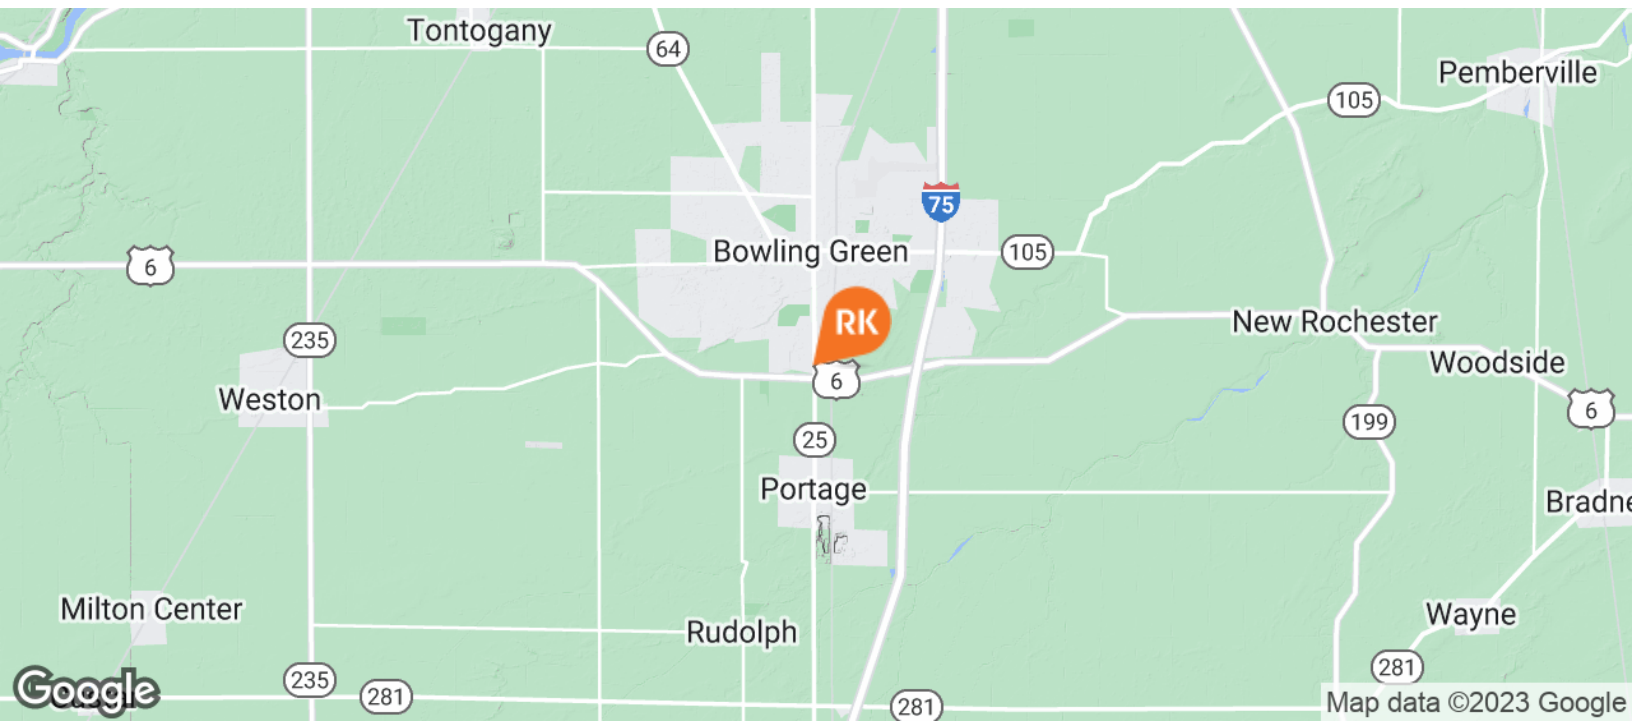 Tontogany
64
Pemberville
105
75
Bowling Green
105
6
RK
New Rochester
235
Woodside
6
6
Weston
199
25
Portage
Bradne
Milton Center
Wayne
Rudolph
281
235
281
Google
281
Map data ©2023 Google